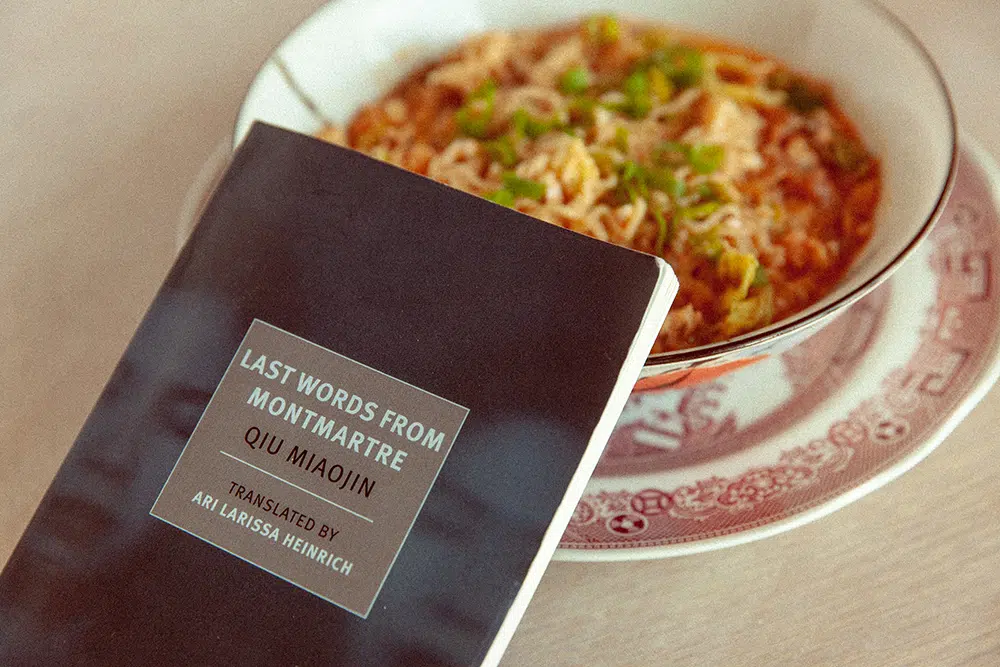 LAST WORDS FROM
MONTMARTRE
QIU MIAOJIN
TRANSLATED BY
ARI LARISSA HEINRICH